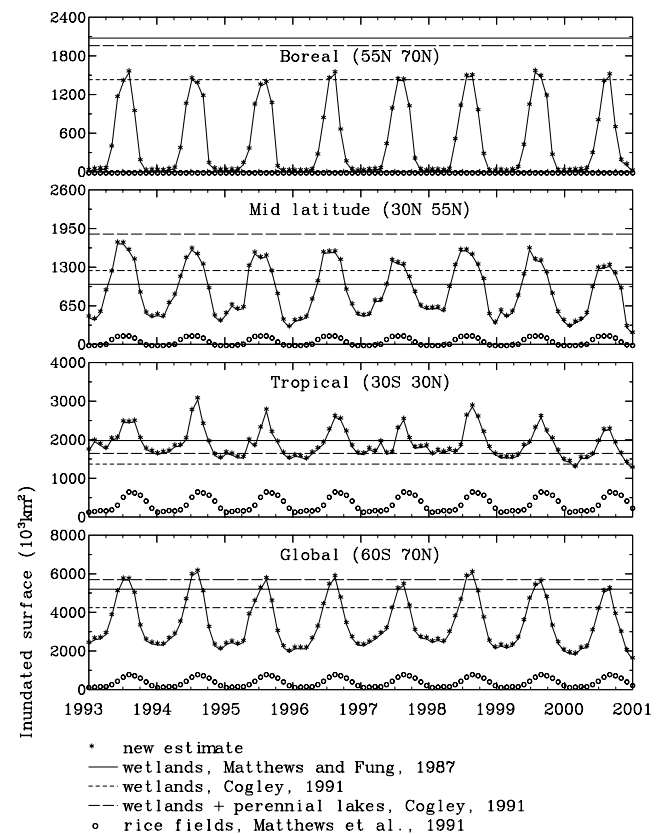 2400
1800
1200
600
0
Boreal (55N 70N)
2600
1950
1300
650
0
Mid latitude (30N 55N)
4000
3000
2000
1000
0
Tropical (30S 30N)
8000
6000
4000
2000
0
Global (60S 70N)
Inundated surface (10³km²)
1993 1994 1995 1996 1997 1998 1999 2000 2001
* new estimate
wetlands, Matthews and Fung, 1987
wetlands, Cogley, 1991
wetlands + perennial lakes, Cogley, 1991
o rice fields, Matthews et al., 1991